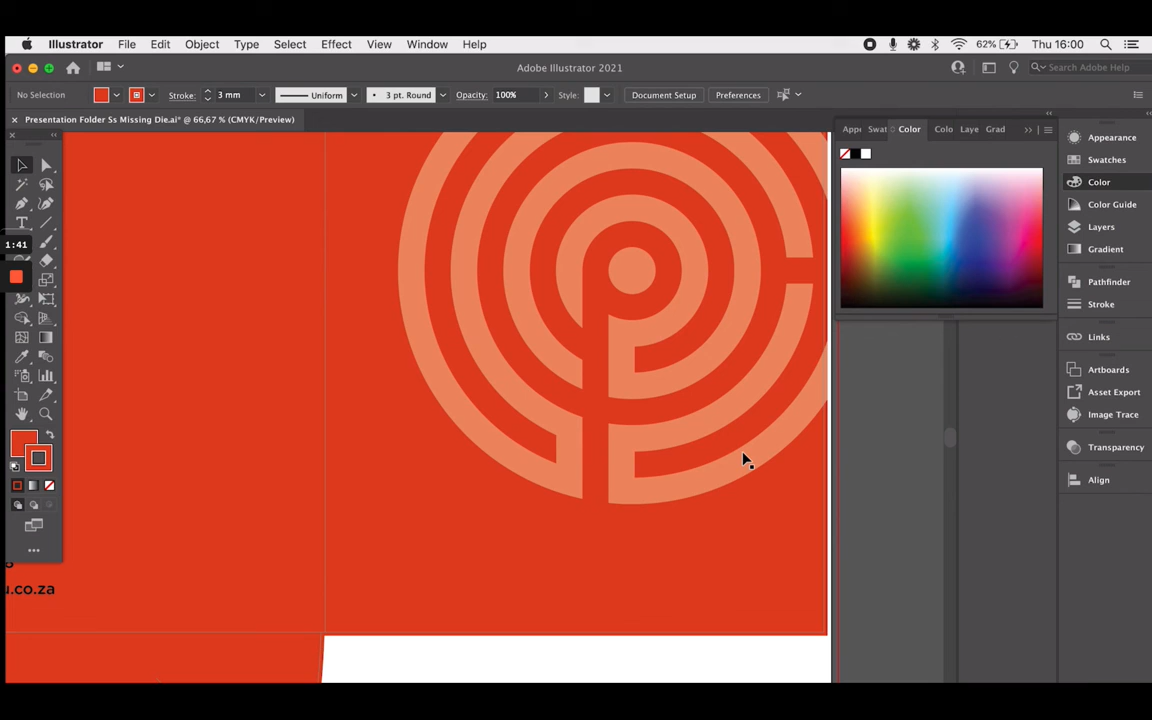 Illustrator File Edit Object Type Select Effect View Window Help 62% Thu 16:00
Adobe Illustrator 2021 Search Adobe Help
No Selection Stroke: 3 mm Uniform 3 pt. Round Opacity: 100% Style: Document Setup Preferences
× Presentation Folder Ss Missing Die.ai* @ 66,67 % (CMYK/Preview)
Appe Swat Color Colo Laye Grad
Appearance
Swatches
Color
Color Guide
Layers
Gradient
Pathfinder
Stroke
Links
Artboards
Asset Export
Image Trace
Transparency
Align
1:41
u.co.za